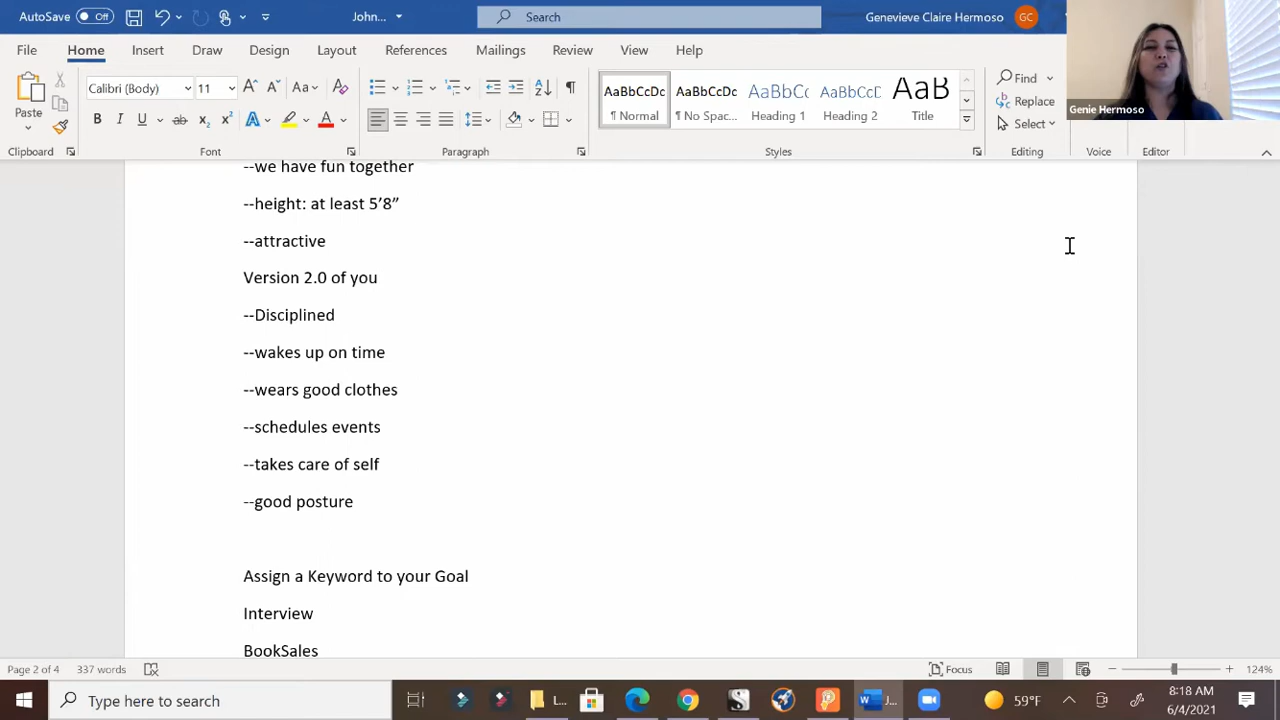 AutoSave Off John... Search Genevieve Claire Hermoso GC
File Home Insert Draw Design Layout References Mailings Review View Help
Paste Calibri (Body) 11 Aa AaBbCcDc AaBbCcDc AaBbCc AaBbCcD AaB Find
¶ Normal ¶ No Spac... Heading 1 Heading 2 Title Replace
Select
Genie Hermoso
Clipboard Font Paragraph Styles Editing Voice Editor
--we have fun together
--height: at least 5’8”
--attractive
Version 2.0 of you
--Disciplined
--wakes up on time
--wears good clothes
--schedules events
--takes care of self
--good posture
Assign a Keyword to your Goal
Interview
BookSales
Page 2 of 4 337 words Focus 124%
Type here to search 59°F 8:18 AM
6/4/2021